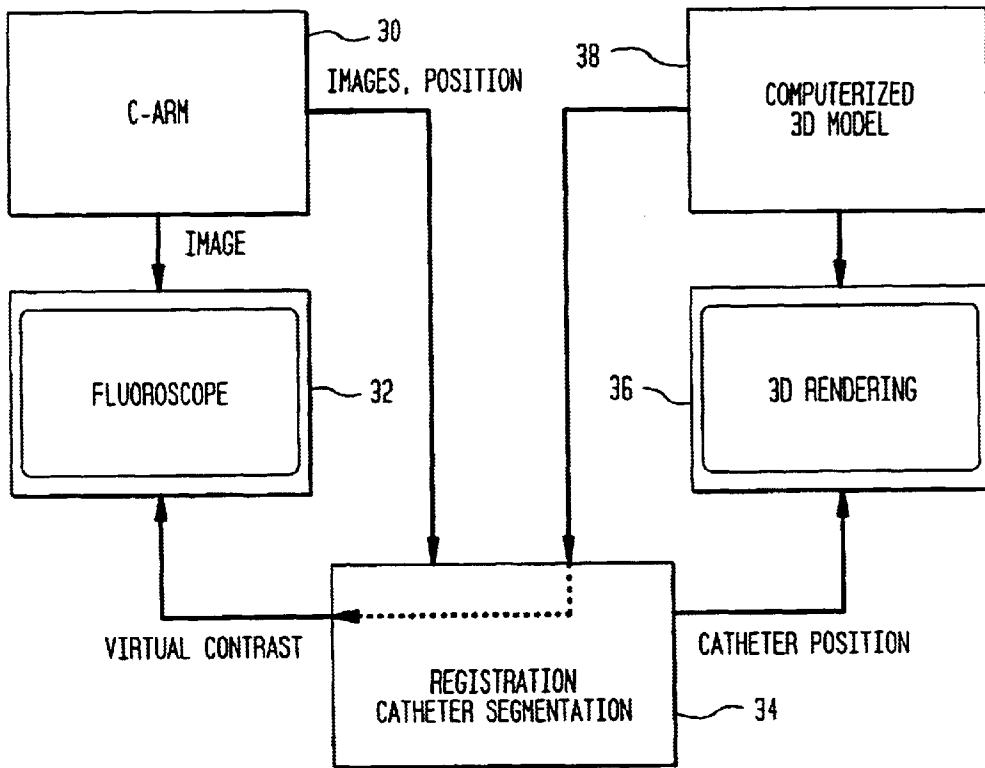 30
IMAGES, POSITION
C-ARM
38
COMPUTERIZED
3D MODEL
IMAGE
FLUOROSCOPE
32
36
3D RENDERING
VIRTUAL CONTRAST
CATHETER POSITION
REGISTRATION
CATHETER SEGMENTATION
34